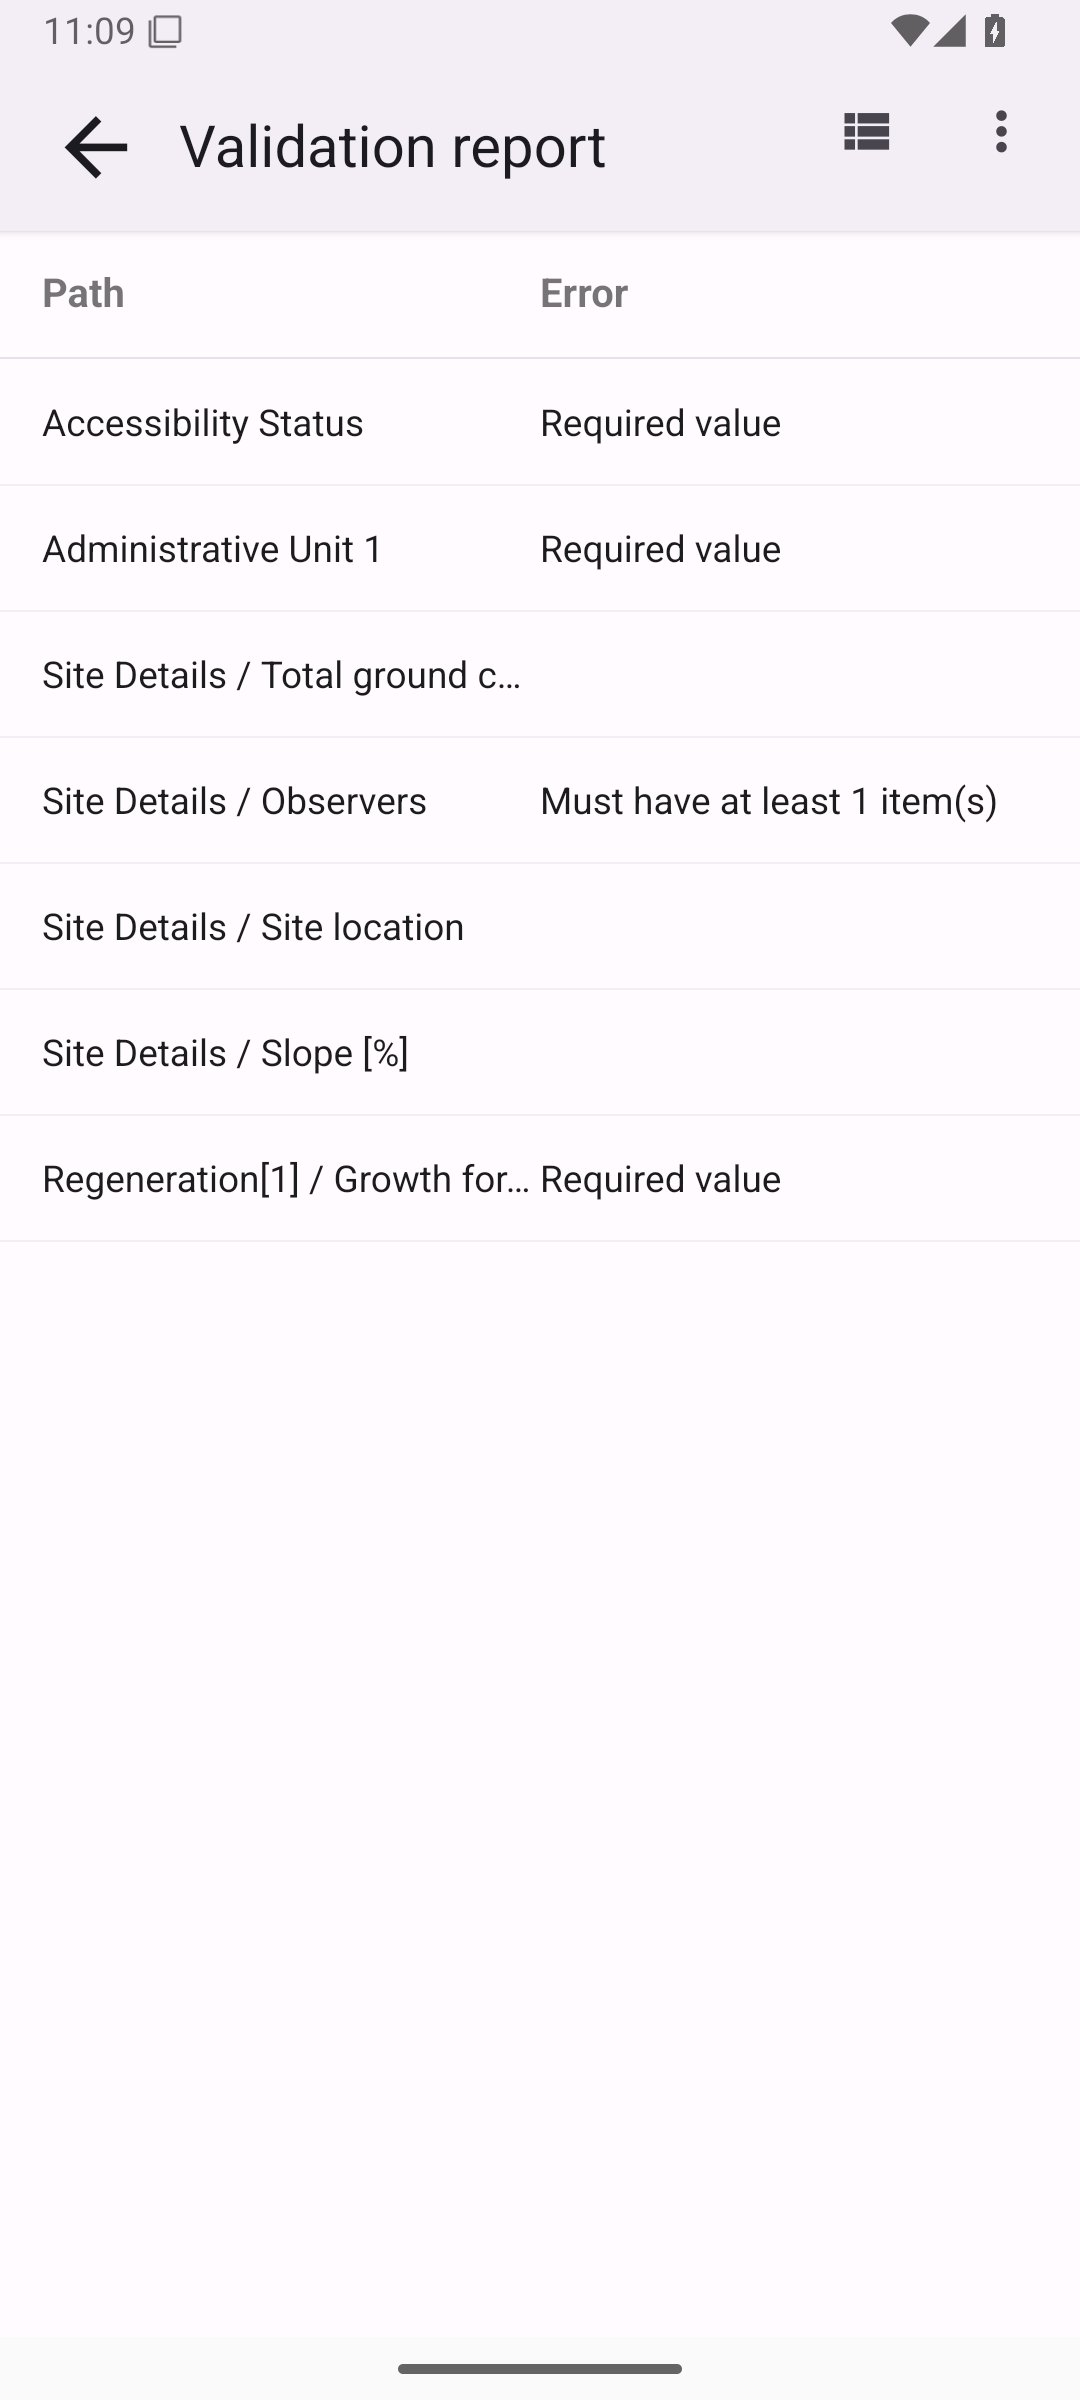 11:09
Validation report
Path Error
Accessibility Status Required value
Administrative Unit 1 Required value
Site Details / Total ground c...
Site Details / Observers Must have at least 1 item(s)
Site Details / Site location
Site Details / Slope [%]
Regeneration[1] / Growth for... Required value